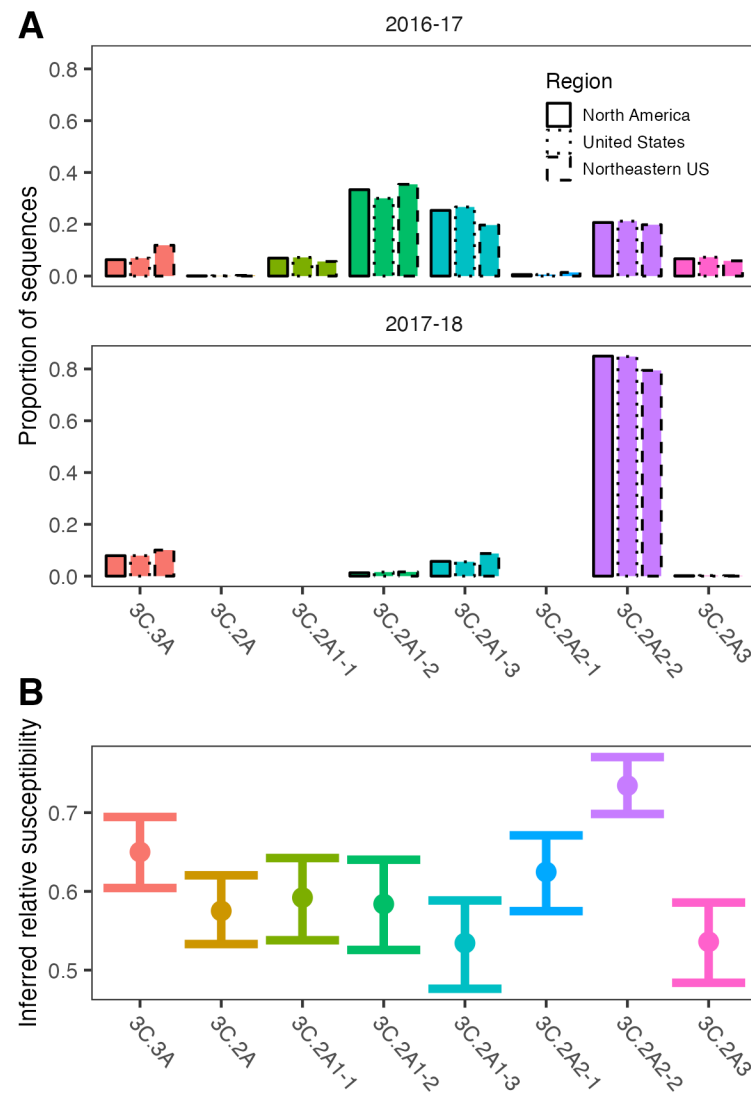 A
2016-17
Proportion of sequences
0.8
0.6
0.4
0.2
0.0
Region
North America
United States
Northeastern US
2017-18
0.8
0.6
0.4
0.2
0.0
3C.3A
3C.2A
3C.2A1-1
3C.2A1-2
3C.2A1-3
3C.2A2-1
3C.2A2-2
3C.2A3
B
Inferred relative susceptibility
0.7
0.6
0.5
3C.3A
3C.2A
3C.2A1-1
3C.2A1-2
3C.2A1-3
3C.2A2-1
3C.2A2-2
3C.2A3